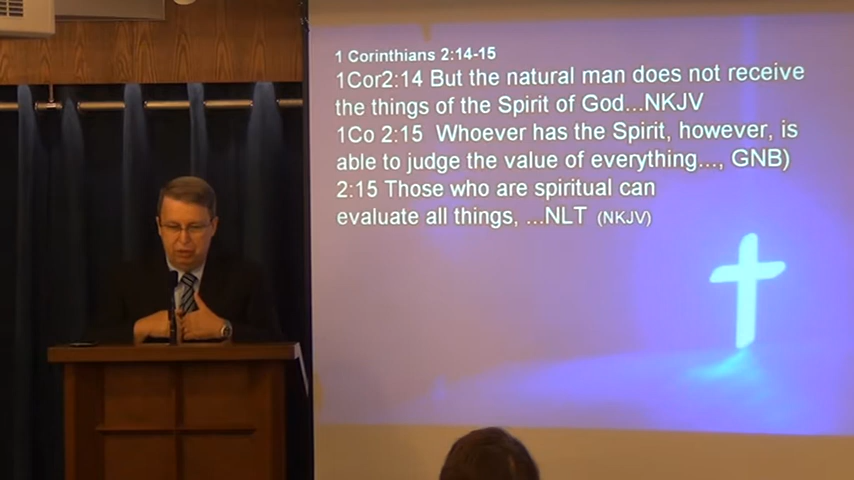 1 Corinthians 2:14-15
1Cor2:14 But the natural man does not receive
the things of the Spirit of God...NKJV
1Co 2:15 Whoever has the Spirit, however, is
able to judge the value of everything..., GNB)
2:15 Those who are spiritual can
evaluate all things, ...NLT (NKJV)